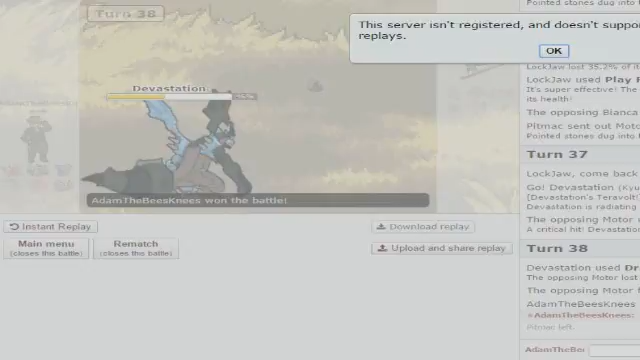 Turn 38
This server isn't registered, and doesn't
replays.
OK
Devastation
AdamTheBeesKnees won the battle!
Instant Replay
Download replay
Main menu
(closes this battle)
Rematch
(closes this battle)
Upload and share replay
Pointed stones dug into
LockJaw lost 35.2% of
LockJaw used Play
It's super effective! The
its health!
The opposing
Pitmac sent out Motor
Pointed stones dug into
Turn 37
LockJaw, come back
Go! Devastation
[Devastation's Teravolt!]
Devastation is radiating
The opposing Motor
A critical hit! Devastation
Turn 38
Devastation used
The opposing Motor lost
The opposing Motor
AdamTheBeesKnees
AdamTheBeesKnees:
Pitmac left.